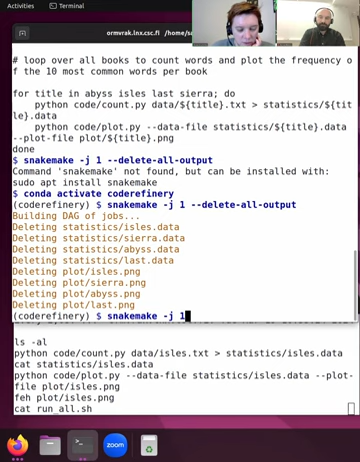 Activities
Terminal
ormvrak.lnx.csc.fi
# loop over all books to count words and plot the frequency o
f the 10 most common words per book
for title in abyss isles last sierra; do
    python code/count.py data/${title}.txt > statistics/${tit
le}.data
    python code/plot.py --data-file statistics/${title}.data
--plot-file plot/${title}.png
done
$ snakemake -j 1 --delete-all-output
Command 'snakemake' not found, but can be installed with:
sudo apt install snakemake
$ conda activate coderefinery
(coderefinery) $ snakemake -j 1 --delete-all-output
Building DAG of jobs...
Deleting statistics/isles.data
Deleting statistics/sierra.data
Deleting statistics/abyss.data
Deleting statistics/last.data
Deleting plot/isles.png
Deleting plot/sierra.png
Deleting plot/abyss.png
Deleting plot/last.png
(coderefinery) $ snakemake -j 1
ls -al
python code/count.py data/isles.txt > statistics/isles.data
cat statistics/isles.data
python code/plot.py --data-file statistics/isles.data --plot-
file plot/isles.png
feh plot/isles.png
cat run_all.sh
zoom